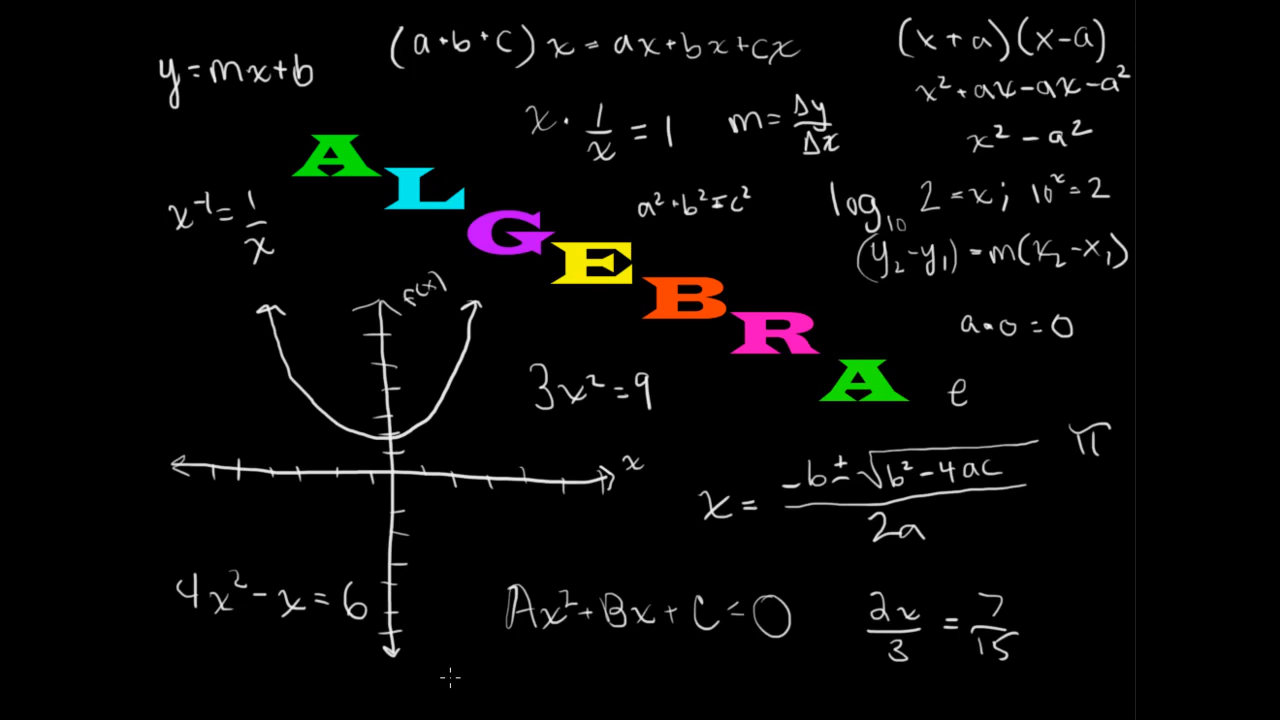 y = mx + b
(a + b + c) x = ax + bx + cx
(x + a)(x - a)
x² + ax - ax - a²
x² - a²
x · 1/x = 1
m = Δy/Δx
ALGEBRA
x⁻¹ = 1/x
a² + b² = c²
log₁₀ 2 = x; 10ˣ = 2
(y₂ - y₁) = m(x₂ - x₁)
f(x)
a · 0 = 0
3x² = 9
e
π
x
x = -b ± √b² - 4ac / 2a
4x² - x = 6
Ax² + Bx + C = 0
2x/3 = 7/15